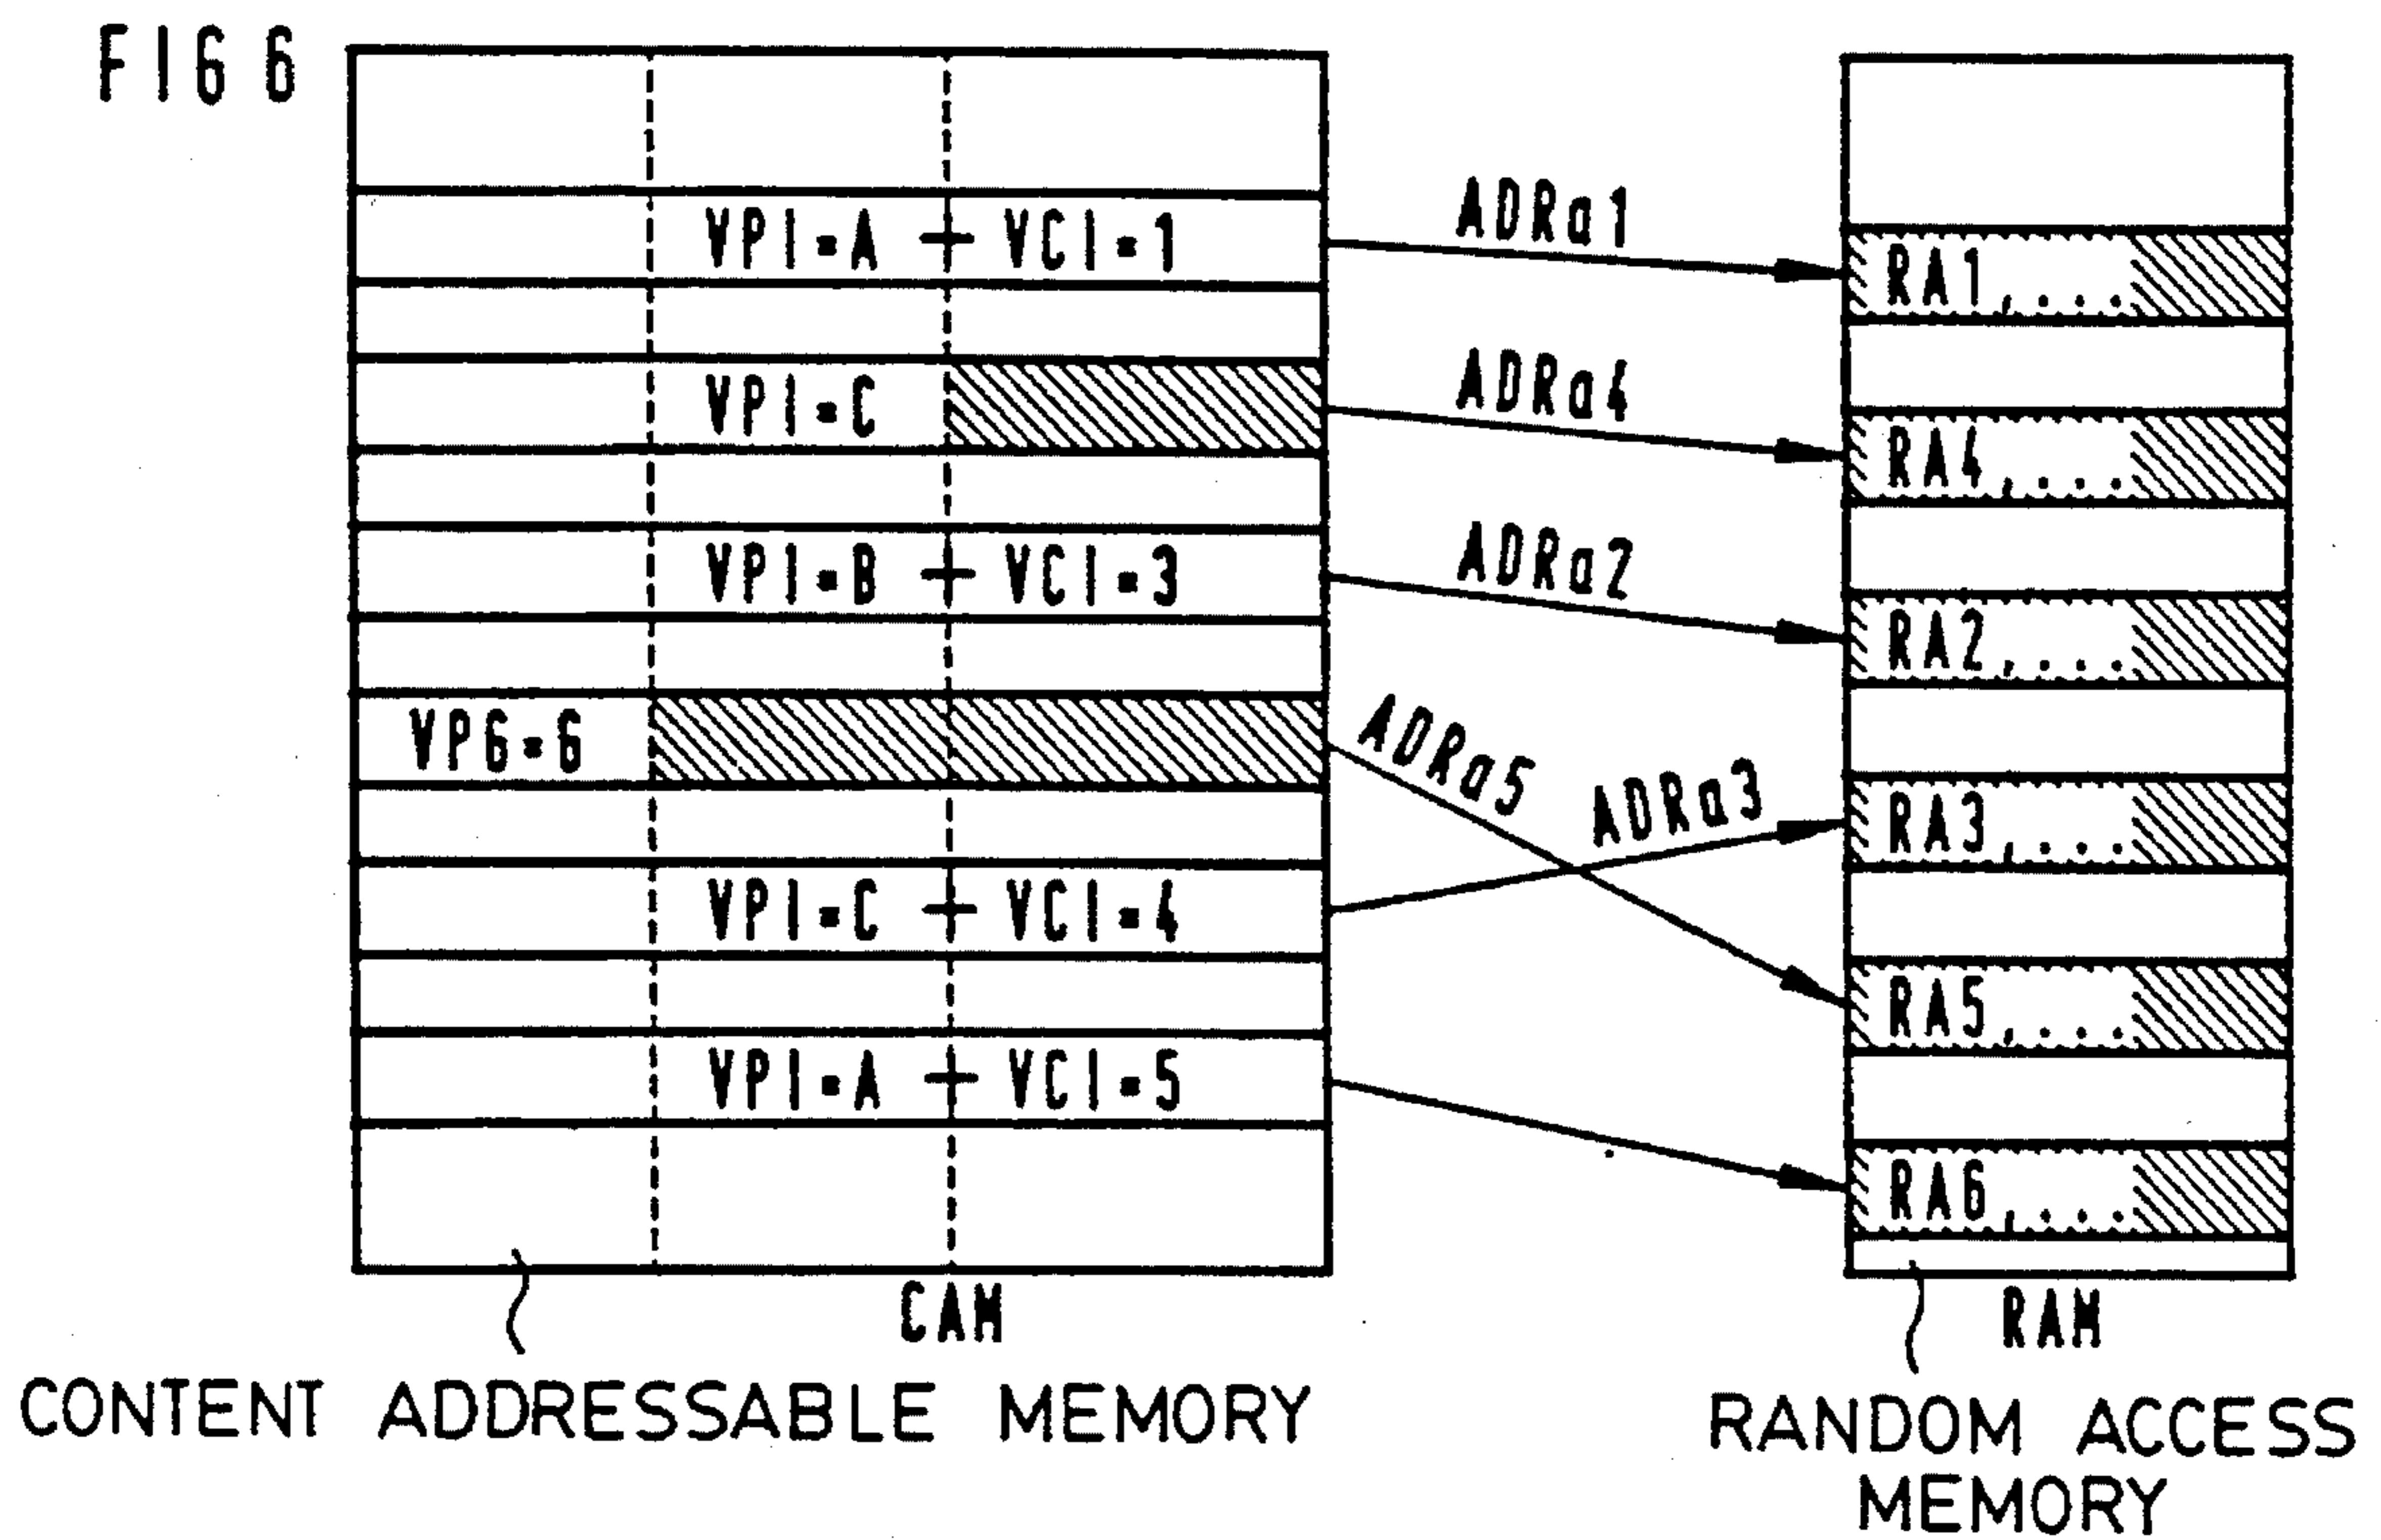 FIG 6
VPI=A + VCI=1
VPI=C
VPI=B + VCI=3
VPG=6
VPI=C + VCI=4
VPI=A + VCI=5
ADRa1
ADRa4
ADRa2
ADRa5
ADRa3
RA1,....
RA4,....
RA2,....
RA3,....
RA5,....
RA6,....
CAM
RAM
CONTENT ADDRESSABLE MEMORY
RANDOM ACCESS
MEMORY